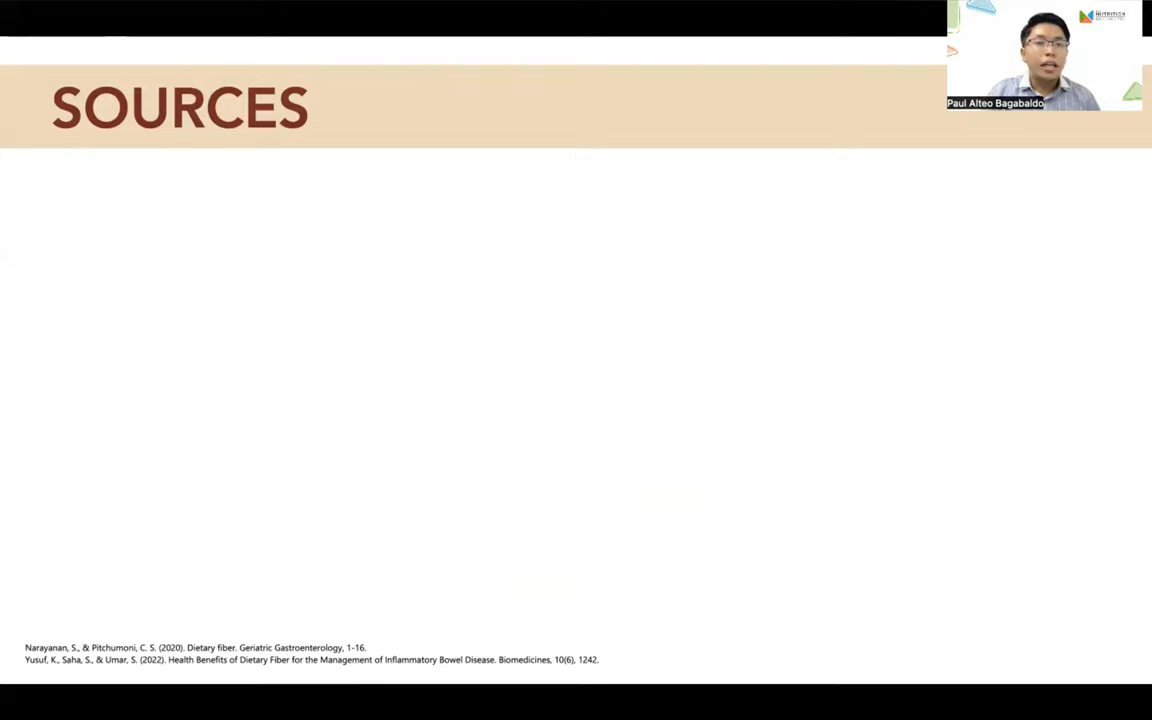 SOURCES
NUTRITION
Paul Alteo Bagabaldo
Narayanan, S., & Pitchumoni, C. S. (2020). Dietary fiber. Geriatric Gastroenterology, 1-16.
Yusuf, K., Saha, S., & Umar, S. (2022). Health Benefits of Dietary Fiber for the Management of Inflammatory Bowel Disease. Biomedicines, 10(6), 1242.